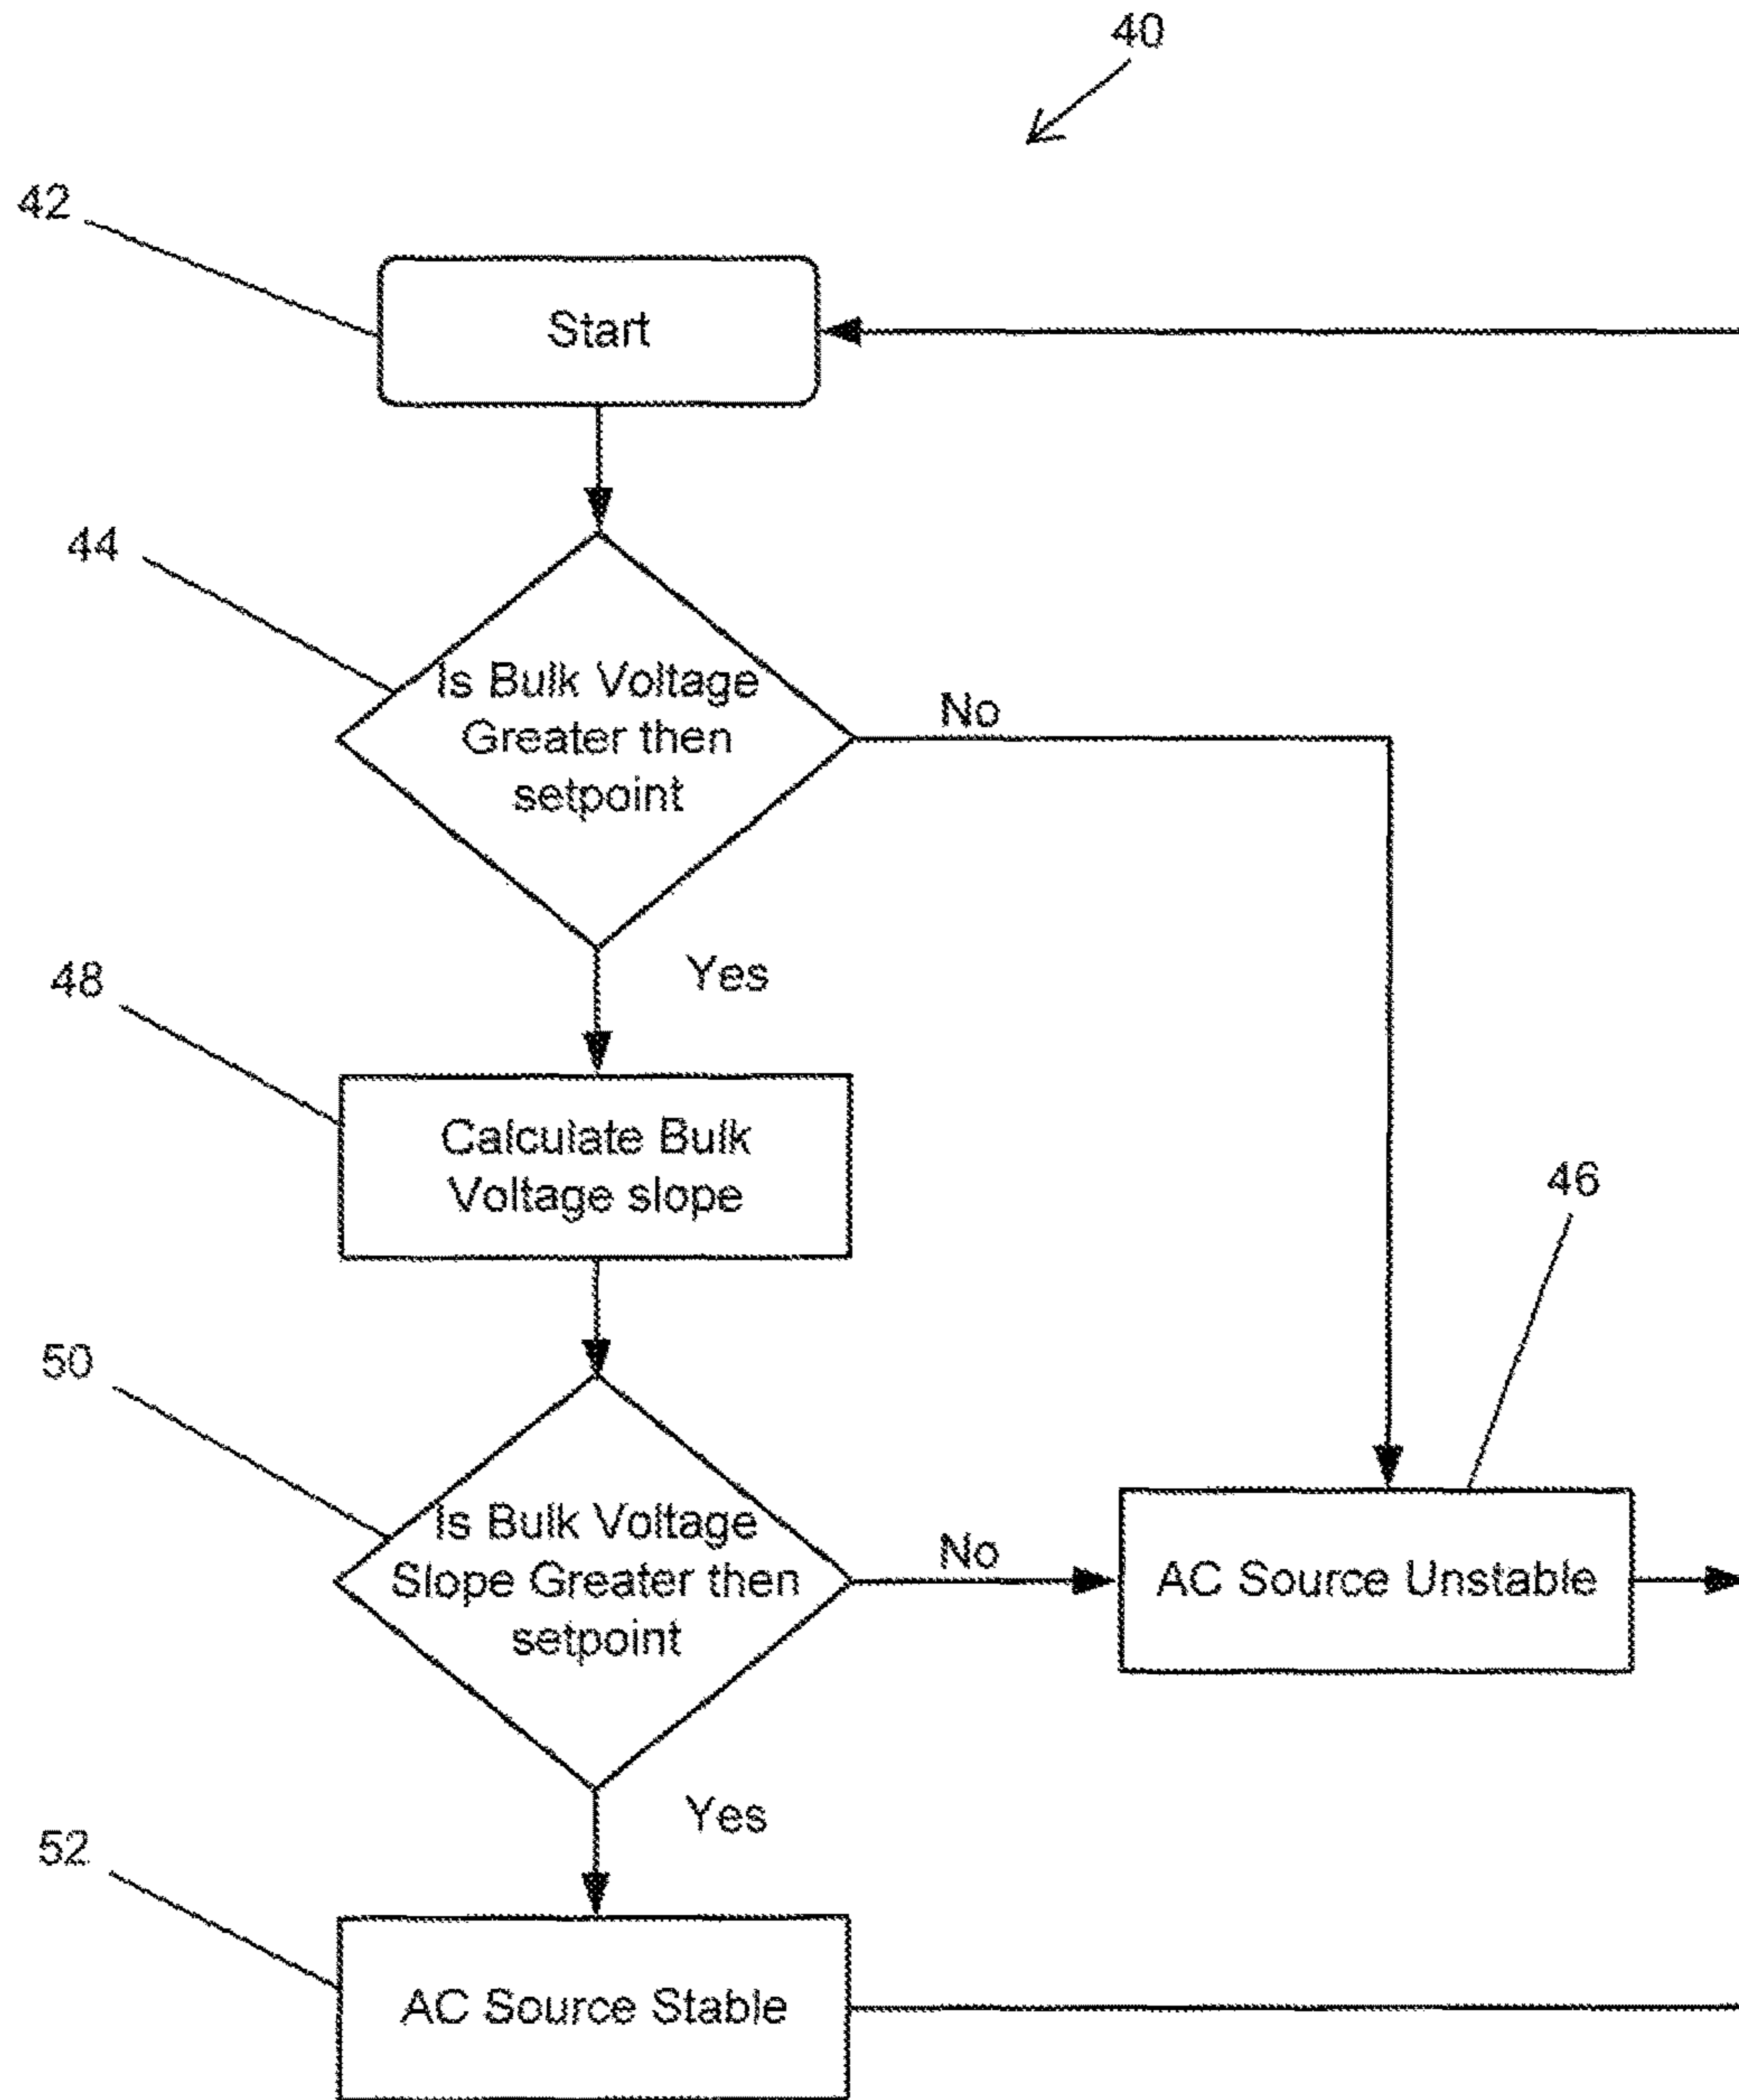 40
42
Start
44
Is Bulk Voltage
Greater then
setpoint
No
Yes
48
Calculate Bulk
Voltage slope
46
50
Is Bulk Voltage
Slope Greater then
setpoint
No
AC Source Unstable
Yes
52
AC Source Stable